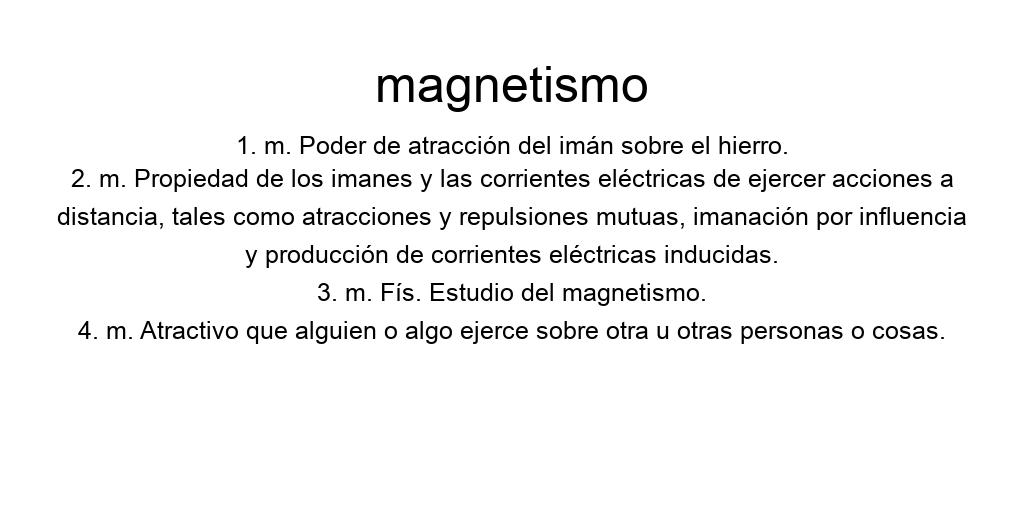 magnetismo
1. m. Poder de atracción del imán sobre el hierro.
2. m. Propiedad de los imanes y las corrientes eléctricas de ejercer acciones a
distancia, tales como atracciones y repulsiones mutuas, imanación por influencia
y producción de corrientes eléctricas inducidas.
3. m. Fís. Estudio del magnetismo.
4. m. Atractivo que alguien o algo ejerce sobre otra u otras personas o cosas.